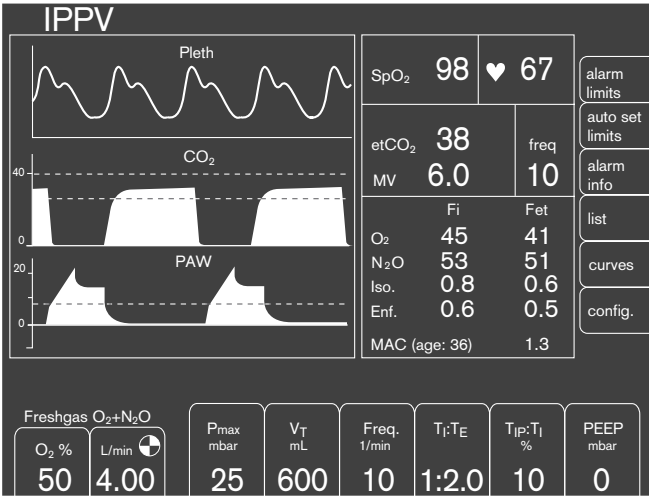 IPPV
Pleth
CO₂
40
0
PAW
20
0
SpO₂ 98 ♥ 67
etCO₂ 38 freq
MV 6.0 10
Fi Fet
O₂ 45 41
N₂O 53 51
Iso. 0.8 0.6
Enf. 0.6 0.5
MAC (age: 36) 1.3
alarm
limits
auto set
limits
alarm
info
list
curves
config.
Freshgas O₂+N₂O
O₂ % L/min
50 4.00
Pmax VT Freq. TI:TE TIP:TI PEEP
mbar mL 1/min % mbar
25 600 10 1:2.0 10 0